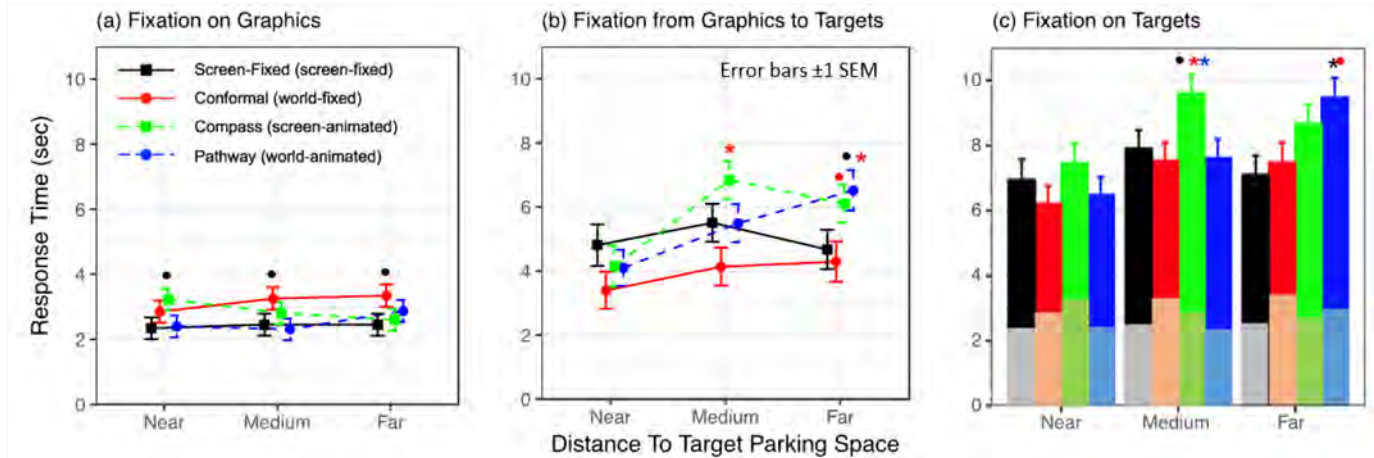 (a) Fixation on Graphics
(b) Fixation from Graphics to Targets
(c) Fixation on Targets
Response Time (sec)
10
8
6
4
2
0
Screen-Fixed (screen-fixed)
Conformal (world-fixed)
Compass (screen-animated)
Pathway (world-animated)
Near Medium Far
10
8
6
4
2
0
Error bars ±1 SEM
Near Medium Far
Distance To Target Parking Space
10
8
6
4
2
0
Near Medium Far